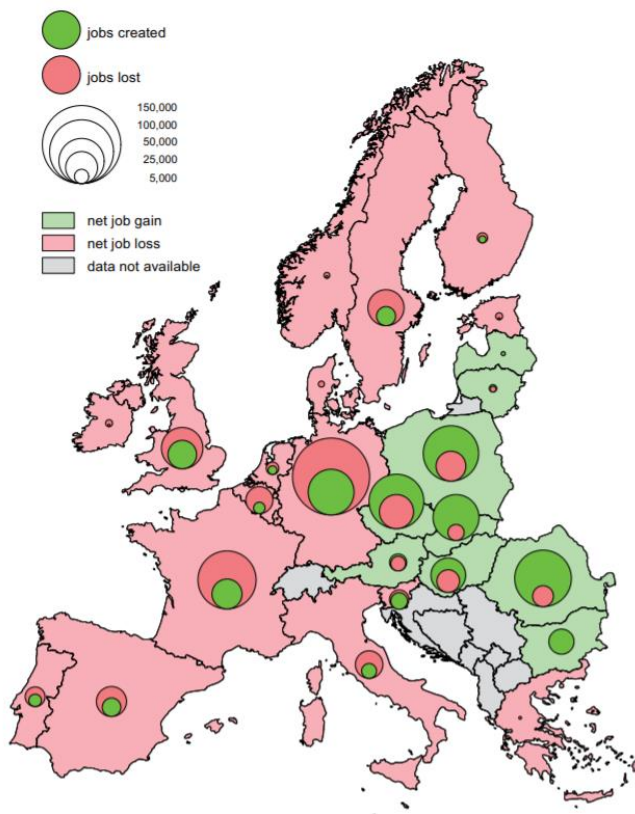 jobs created
jobs lost
150,000
100,000
50,000
25,000
5,000
net job gain
net job loss
data not available